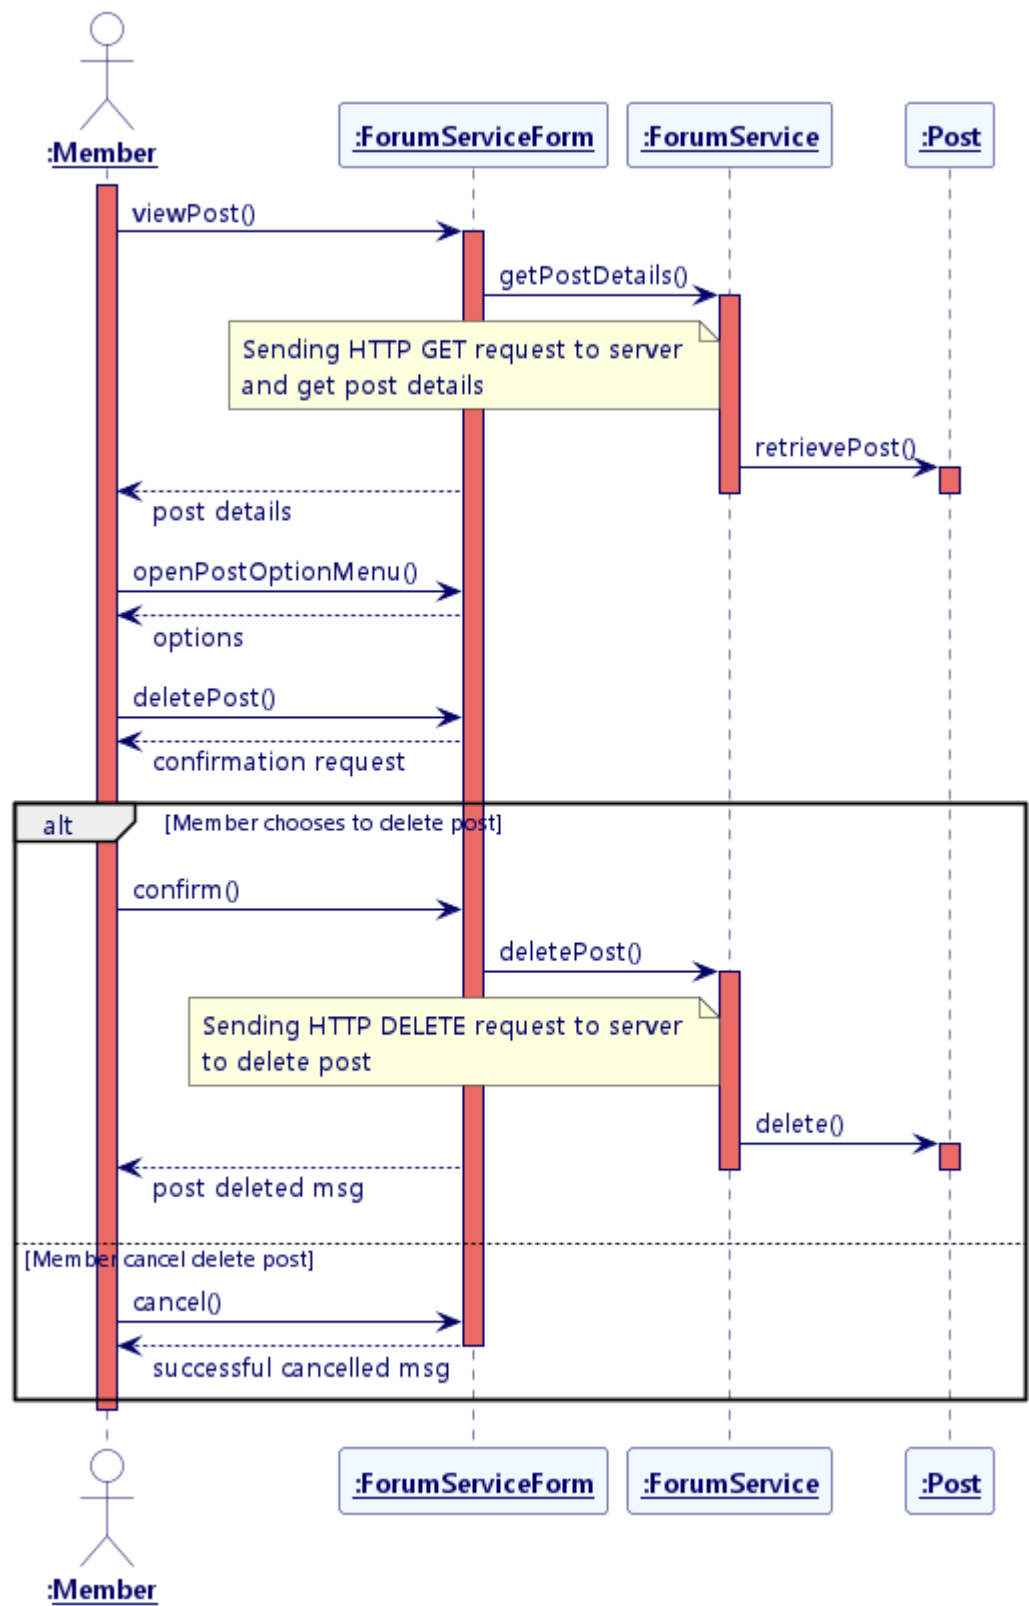 :Member
:ForumServiceForm
:ForumService
:Post
viewPost()
getPostDetails()
Sending HTTP GET request to server
and get post details
retrievePost()
post details
openPostOptionMenu()
options
deletePost()
confirmation request
alt
[Member chooses to delete post]
confirm()
deletePost()
Sending HTTP DELETE request to server
to delete post
delete()
post deleted msg
[Member cancel delete post]
cancel()
successful cancelled msg
:ForumServiceForm
:ForumService
:Post
:Member